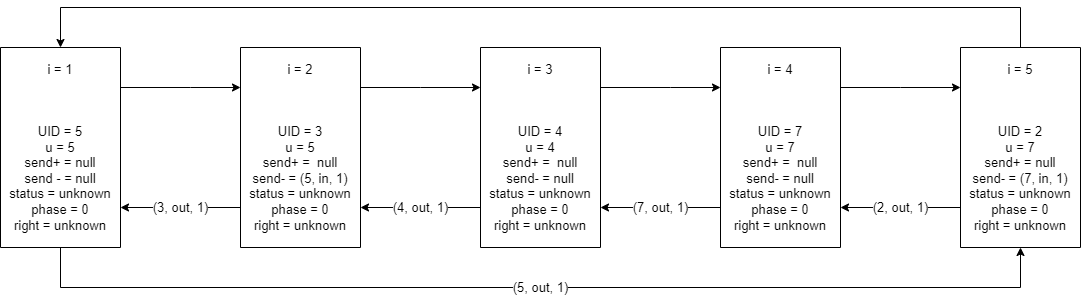 i = 1
UID = 5
u = 5
send+ = null
send - = null
status = unknown
phase = 0
right = unknown
(3, out, 1)
i = 2
UID = 3
u = 5
send+ =  null
send- = (5, in, 1)
status = unknown
phase = 0
right = unknown
(4, out, 1)
i = 3
UID = 4
u = 4
send+ =  null
send- = null
status = unknown
phase = 0
right = unknown
(7, out, 1)
i = 4
UID = 7
u = 7
send+ =  null
send- = null
status = unknown
phase = 0
right = unknown
(2, out, 1)
i = 5
UID = 2
u = 7
send+ = null
send- = (7, in, 1)
status = unknown
phase = 0
right = unknown
(5, out, 1)